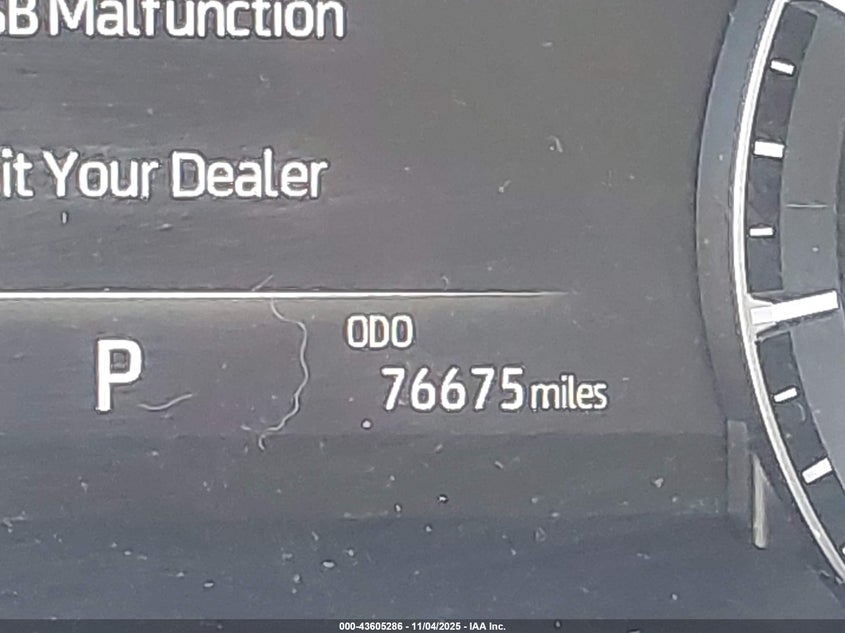 SB Malfunction
it Your Dealer
ODO
P
76675 miles
000-43605286 - 11/04/2025 - IAA Inc.